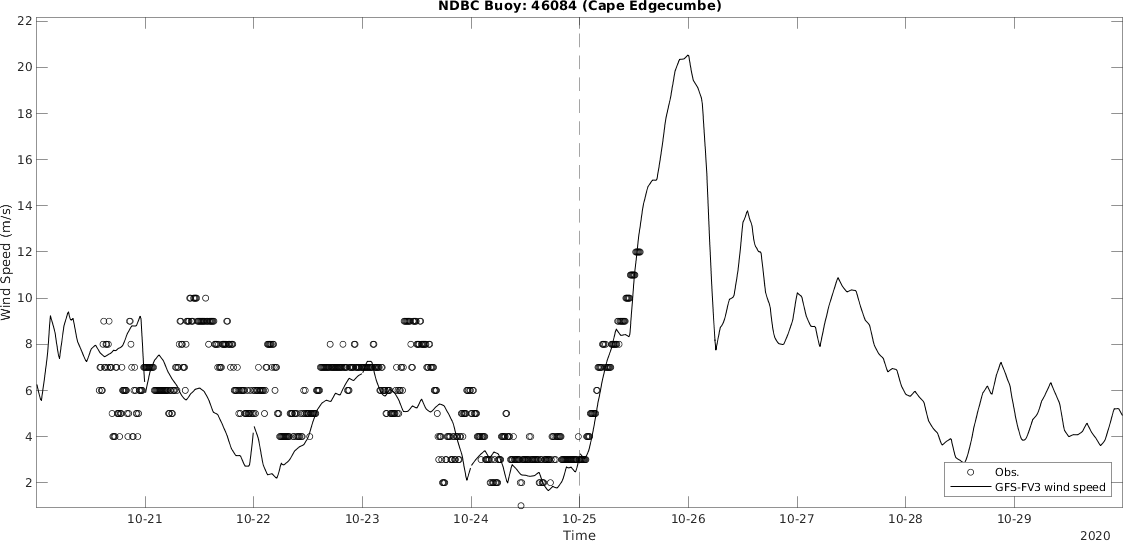 NDBC Buoy: 46084 (Cape Edgecumbe)
Wind Speed (m/s)
22
20
18
16
14
12
10
8
6
4
2
Obs.
GFS-FV3 wind speed
10-21 10-22 10-23 10-24 10-25 10-26 10-27 10-28 10-29
Time
2020